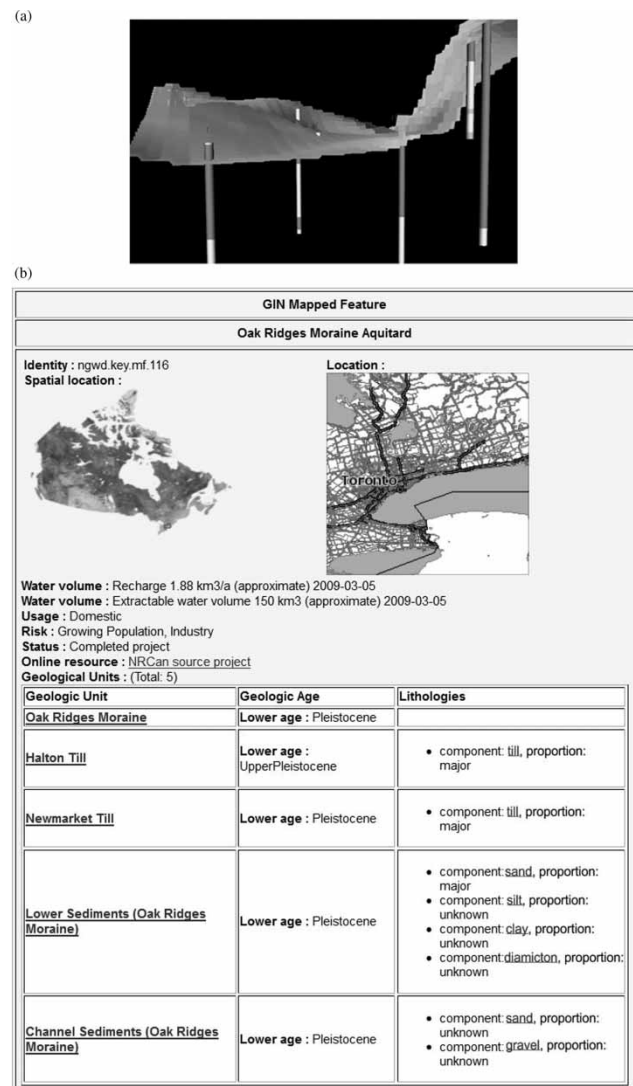 (a)
(b)
GIN Mapped Feature
Oak Ridges Moraine Aquitard
Identity : ngwd.key.mf.116
Spatial location :
Location :
Toronto
Water volume : Recharge 1.88 km3/a (approximate) 2009-03-05
Water volume : Extractable water volume 150 km3 (approximate) 2009-03-05
Usage : Domestic
Risk : Growing Population, Industry
Status : Completed project
Online resource : NRCan source project
Geological Units : (Total: 5)
Geologic Unit Geologic Age Lithologies
Oak Ridges Moraine Lower age : Pleistocene
Halton Till
Lower age :
UpperPleistocene
• component: till, proportion:
major
Newmarket Till
Lower age : Pleistocene
• component: till, proportion:
major
Lower Sediments (Oak Ridges
Moraine)
Lower age : Pleistocene
• component:sand, proportion:
major
• component: silt, proportion:
unknown
• component: clay, proportion:
unknown
• component:diamicton, proportion:
unknown
Channel Sediments (Oak Ridges
Moraine)
Lower age : Pleistocene
• component: sand, proportion:
unknown
• component: gravel, proportion:
unknown